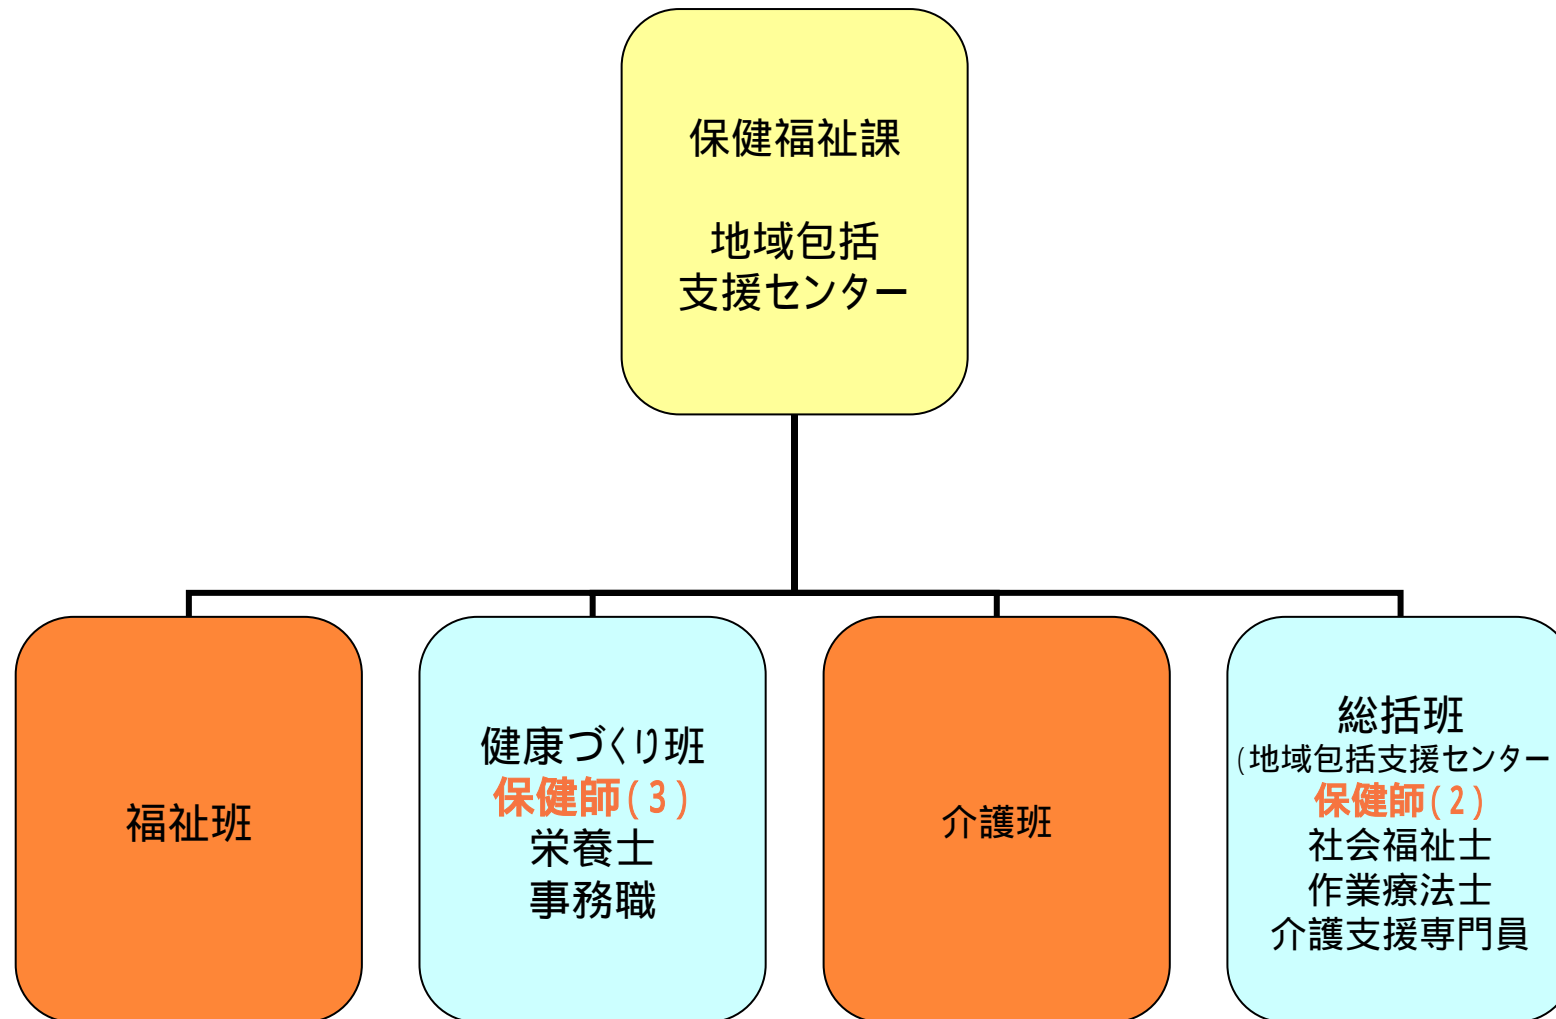 保健福祉課
地域包括
支援センター
福祉班
健康づくり班
保健師(3)
栄養士
事務職
介護班
総括班
(地域包括支援センター
保健師(2)
社会福祉士
作業療法士
介護支援専門員